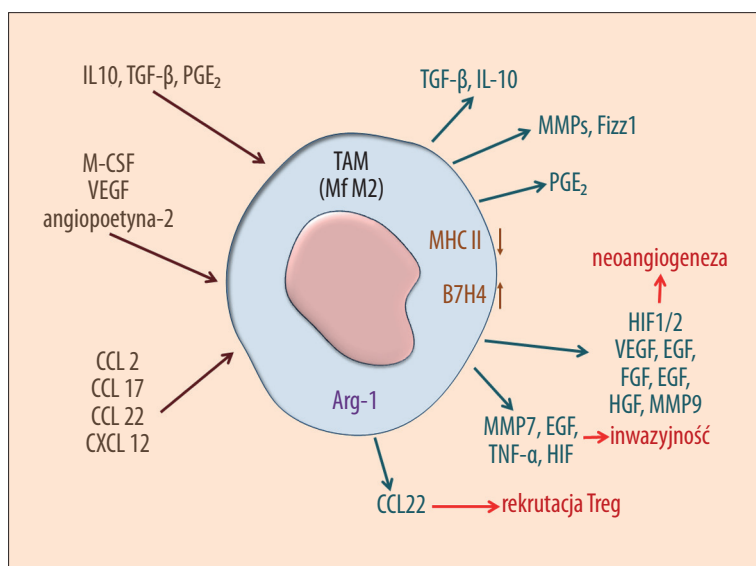 IL10, TGF-β, PGE₂
M-CSF
VEGF
angiopoetyna-2
CCL 2
CCL 17
CCL 22
CXCL 12
TAM
(Mf M2)
MHC II
B7H4
Arg-1
TGF-β, IL-10
MMPs, Fizz1
PGE₂
neoangiogeneza
HIF1/2
VEGF, EGF,
FGF, EGF,
HGF, MMP9
MMP7, EGF,
TNF-α, HIF
inwazyjność
CCL22
rekrutacja Treg